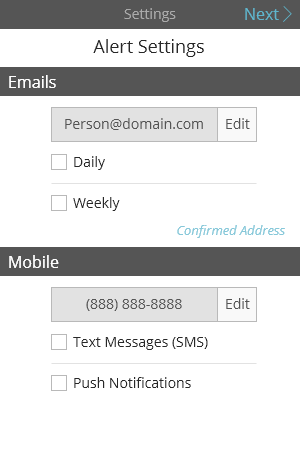 Settings Next
Alert Settings
Emails
Person@domain.com Edit
Daily
Weekly
Confirmed Address
Mobile
(888) 888-8888 Edit
Text Messages (SMS)
Push Notifications